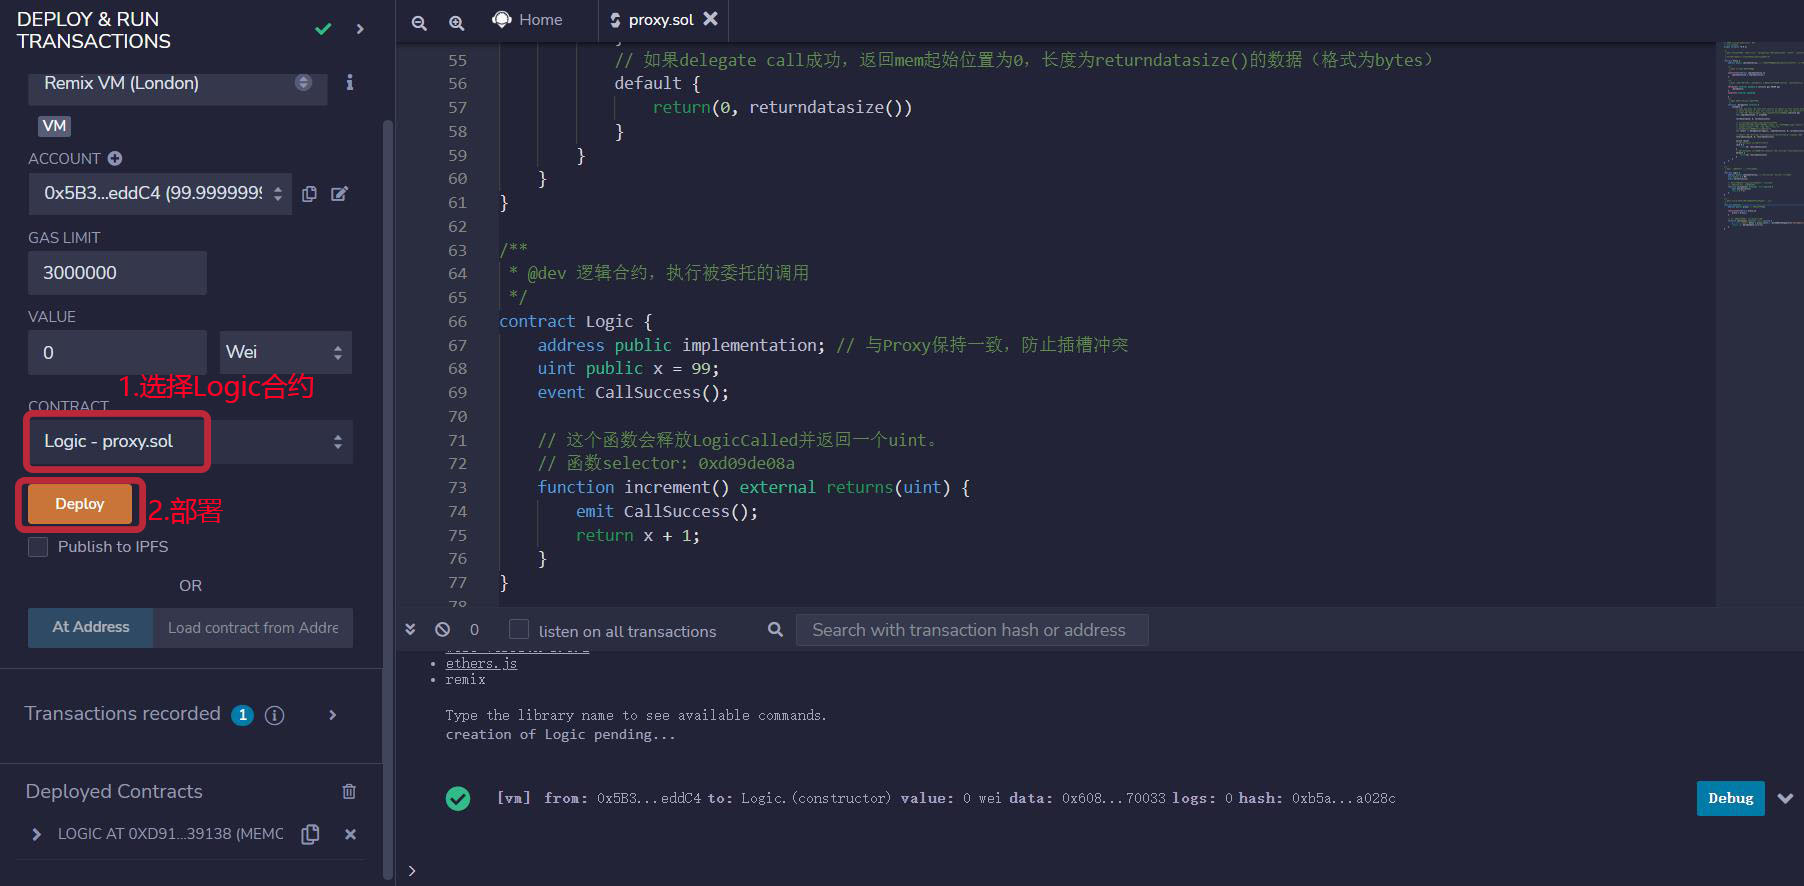 DEPLOY & RUN
TRANSACTIONS
Remix VM (London)
VM
ACCOUNT
0x5B3...eddC4 (99.9999999
GAS LIMIT
3000000
VALUE
0
Wei
1.选择Logic合约
CONTRACT
Logic - proxy.sol
Deploy
2.部署
Publish to IPFS
OR
At Address
Load contract from Addre
Transactions recorded 1
Deployed Contracts
LOGIC AT 0XD91...39138 (MEMO
Home
proxy.sol
55 // 如果delegate call成功，返回mem起始位置为0，长度为returndatasize()的数据（格式为bytes）
56 default {
57 return(0, returndatasize())
58 }
59 }
60 }
61 }
62
63 /**
64 * @dev 逻辑合约，执行被委托的调用
65 */
66 contract Logic {
67 address public implementation; // 与Proxy保持一致，防止插槽冲突
68 uint public x = 99;
69 event CallSuccess();
70
71 // 这个函数会释放LogicCalled并返回一个uint。
72 // 函数selector: 0xd09de08a
73 function increment() external returns(uint) {
74 emit CallSuccess();
75 return x + 1;
76 }
77 }
78
0
listen on all transactions
Search with transaction hash or address
ethers.js
remix
Type the library name to see available commands.
creation of Logic pending...
[vm] from: 0x5B3...eddC4 to: Logic.(constructor) value: 0 wei data: 0x608...70033 logs: 0 hash: 0xb5a...a028c
Debug
>